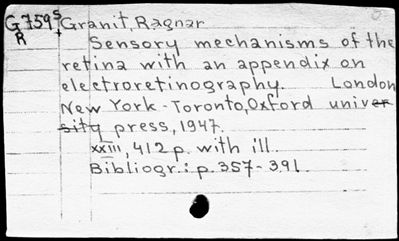 G759s Granit, Ragnar
R + Sensory mechanisms of the
retina with an appendix on
electroretinography. London
New York - Toronto, Oxford univer
sity press, 1947.
xxiii, 412 p. with ill.
Bibliogr.: p. 357-391.